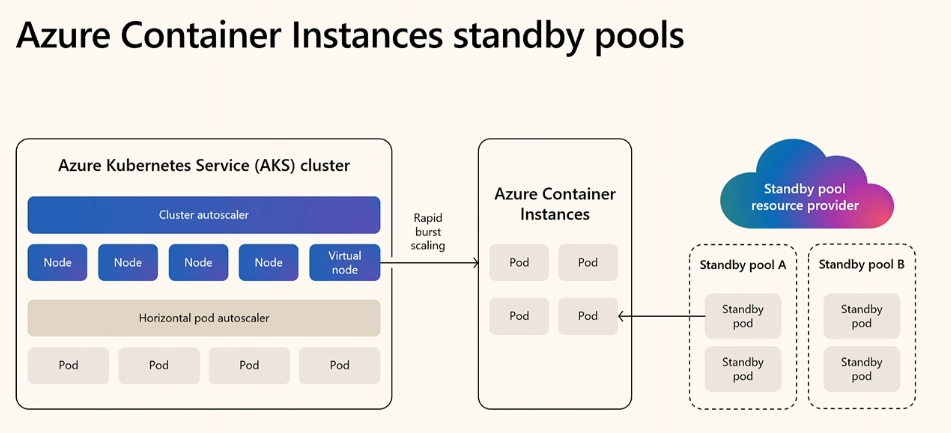 Azure Container Instances standby pools
Azure Kubernetes Service (AKS) cluster
Cluster autoscaler
Node
Node
Node
Node
Virtual
node
Horizontal pod autoscaler
Pod
Pod
Pod
Pod
Rapid
burst
scaling
Azure Container
Instances
Pod
Pod
Pod
Pod
Standby pool
resource provider
Standby pool A
Standby
pod
Standby
pod
Standby pool B
Standby
pod
Standby
pod